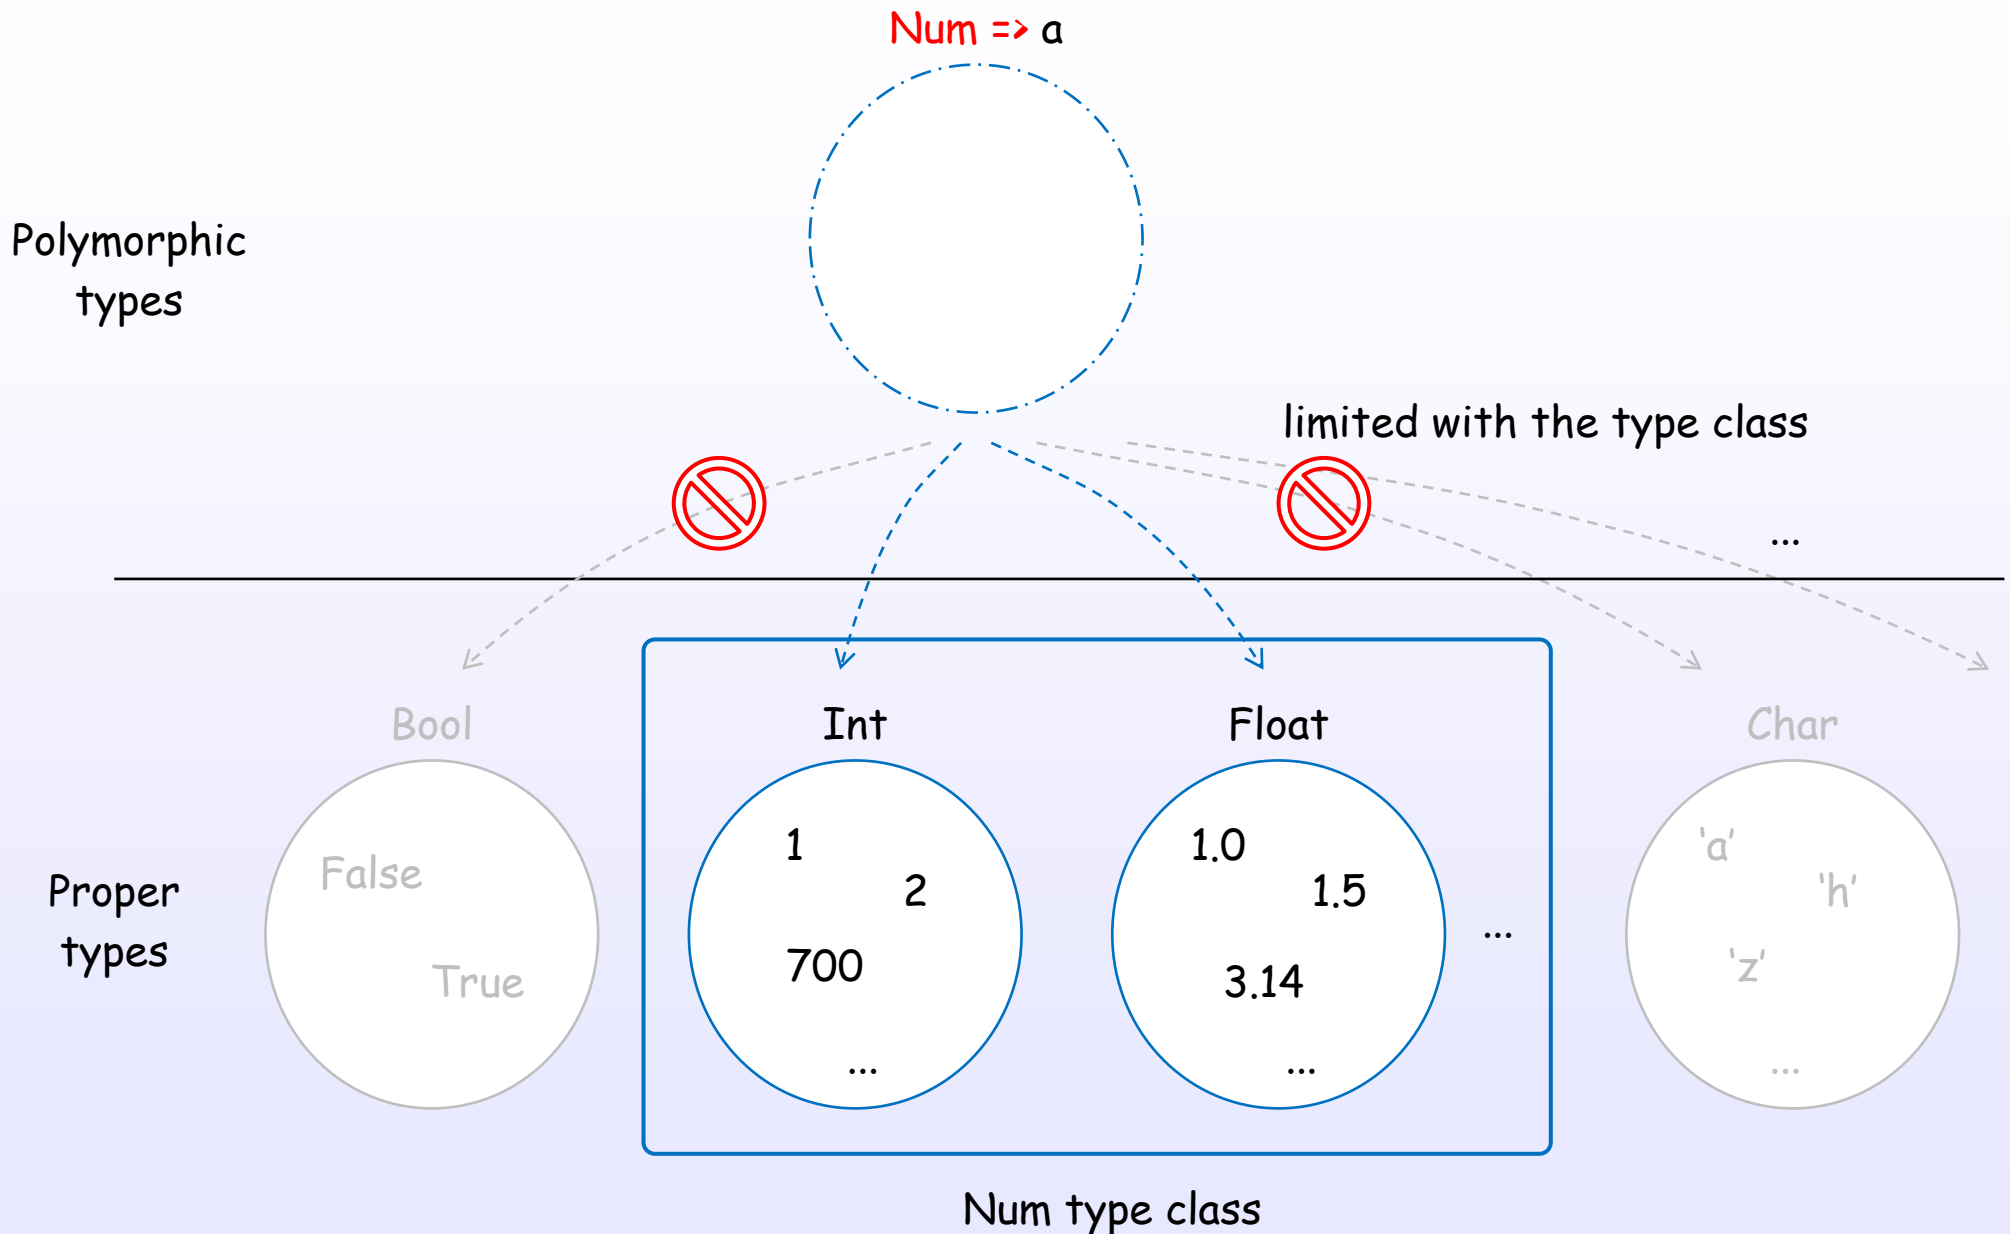 Num => a
Polymorphic
types
limited with the type class
...
Bool
Int
Float
Char
False
True
1
2
700
...
1.0
1.5
3.14
...
...
'a'
'h'
'z'
...
Proper
types
Num type class